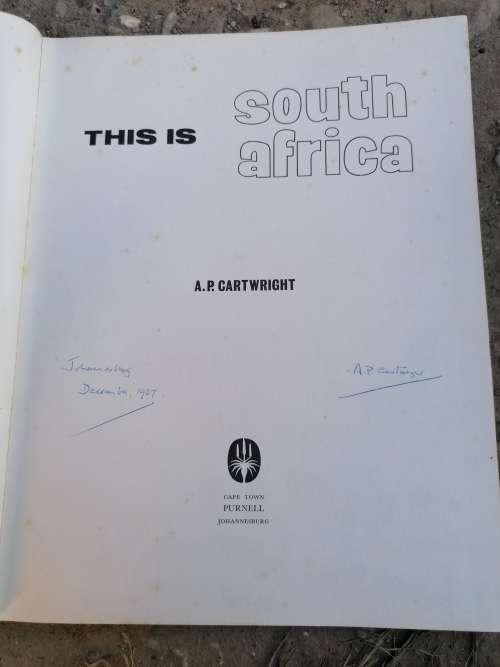 THIS IS south
africa
A.P. CARTWRIGHT
Johannesburg
A.P. Cartwright
December, 1967.
CAPE TOWN
PURNELL
JOHANNESBURG